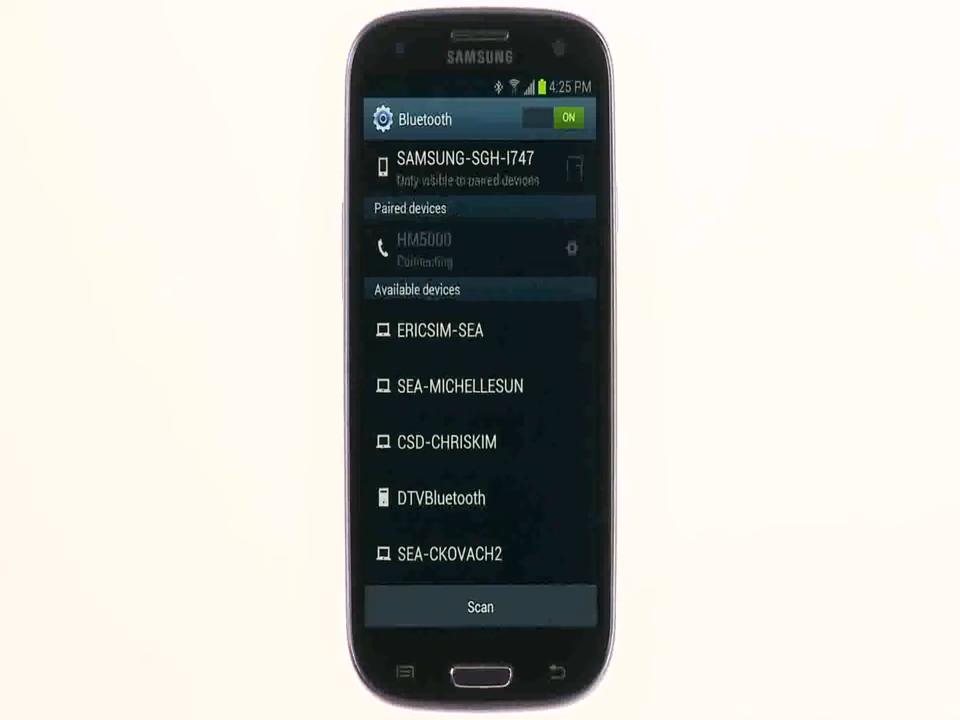 SAMSUNG
4:25 PM
Bluetooth
ON
SAMSUNG-SGH-I747
Only visible to paired devices
Paired devices
HM5000
Connecting
Available devices
ERICSIM-SEA
SEA-MICHELLESUN
CSD-CHRISKIM
DTVBluetooth
SEA-CKOVACH2
Scan